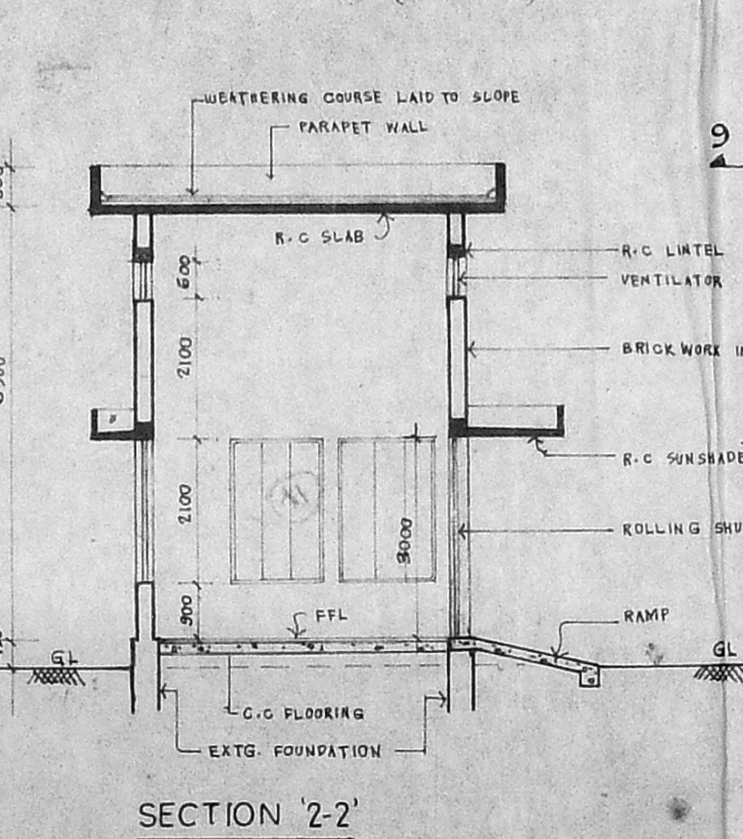 WEATHERING COURSE LAID TO SLOPE
PARAPET WALL
9
R.C SLAB
R.C LINTEL
600
VENTILATOR
2100
BRICK WORK
R.C SUNSHADE
2100
3000
ROLLING
900
FFL
RAMP
GL
GL
C.C FLOORING
EXTG. FOUNDATION
SECTION '2-2'